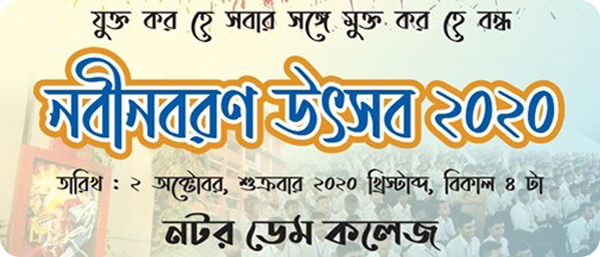 যুক্ত কর হে সবার সঙ্গে মুক্ত কর হে বন্ধ
নবীনবরণ উৎসব ২০২০
তারিখ : ২ অক্টোবর, শুক্রবার ২০২০ খ্রিস্টাব্দ, বিকাল ৪ টা
নটর ডেম কলেজ